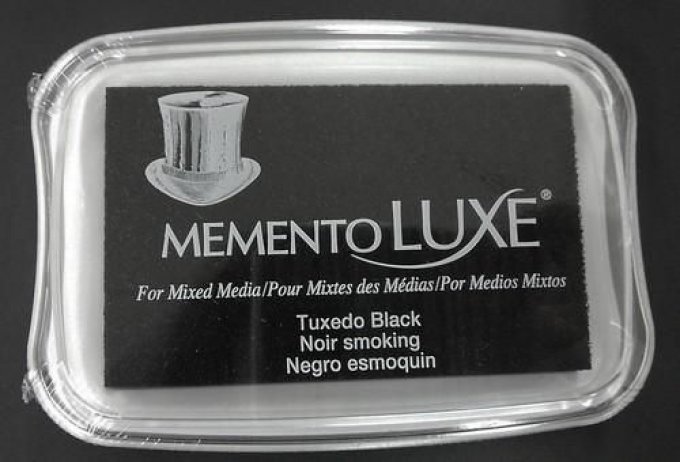 MEMENTO LUXE®
For Mixed Media/Pour Mixtes des Médias/Por Medios Mixtos
Tuxedo Black
Noir smoking
Negro esmoquin